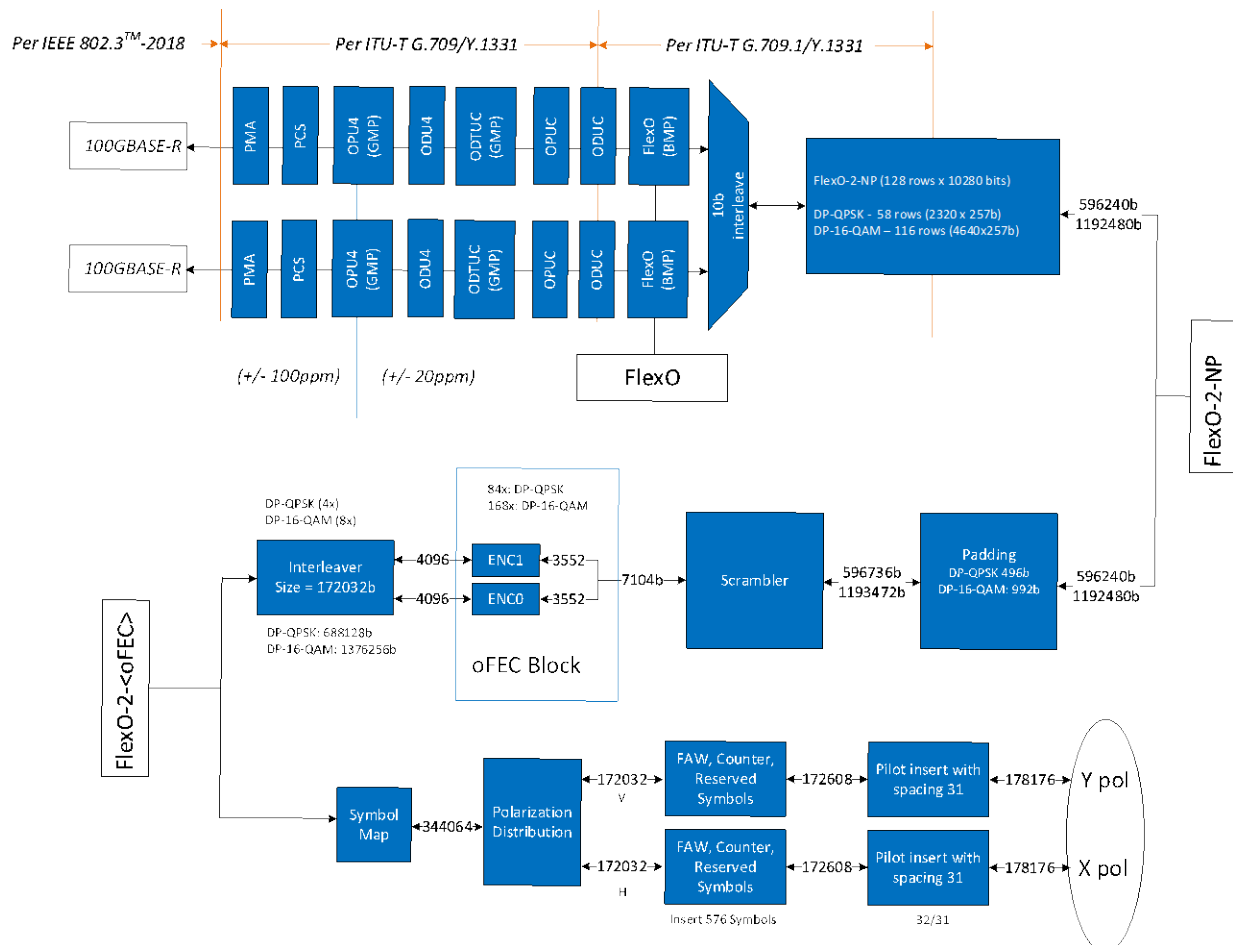 Per IEEE 802.3™-2018
Per ITU-T G.709/Y.1331
Per ITU-T G.709.1/Y.1331
100GBASE-R
PMA
PCS
OPU4
(GMP)
ODU4
ODTUC
(GMP)
OPUC
ODUC
FlexO
(BMP)
10b
interleave
FlexO-2-NP (128 rows x 10280 bits)
DP-QPSK - 58 rows (2320 x 257b)
DP-16-QAM – 116 rows (4640x257b)
596240b
1192480b
100GBASE-R
PMA
PCS
OPU4
(GMP)
ODU4
ODTUC
(GMP)
OPUC
ODUC
FlexO
(BMP)
(+/- 100ppm)
(+/- 20ppm)
FlexO
FlexO-2-NP
DP-QPSK (4x)
DP-16-QAM (8x)
Interleaver
Size = 172032b
DP-QPSK: 688128b
DP-16-QAM: 1376256b
4096
4096
84x: DP-QPSK
168x: DP-16-QAM
ENC1
ENC0
3552
3552
oFEC Block
7104b
Scrambler
596736b
1193472b
Padding
DP-QPSK 496b
DP-16-QAM: 992b
596240b
1192480b
FlexO-2-<oFEC>
Symbol
Map
344064
Polarization
Distribution
172032
V
FAW, Counter,
Reserved
Symbols
172608
Pilot insert with
spacing 31
178176
Y pol
172032
H
FAW, Counter,
Reserved
Symbols
172608
Pilot insert with
spacing 31
178176
X pol
Insert 576 Symbols
32/31